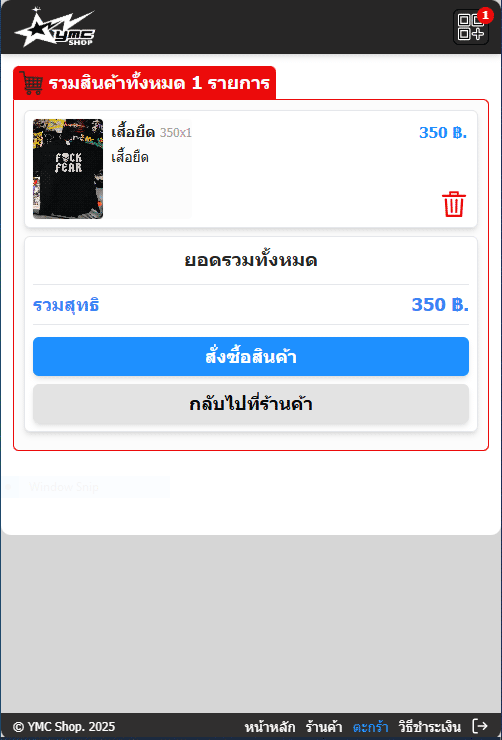 YMC
SHOP
1
รวมสินค้าทั้งหมด 1 รายการ
เสื้อยืด 350x1
350 ฿.
เสื้อยืด
F CK
FEAR
ยอดรวมทั้งหมด
รวมสุทธิ
350 ฿.
สั่งซื้อสินค้า
กลับไปที่ร้านค้า
© YMC Shop. 2025
หน้าหลัก ร้านค้า ตะกร้า วิธีชำระเงิน